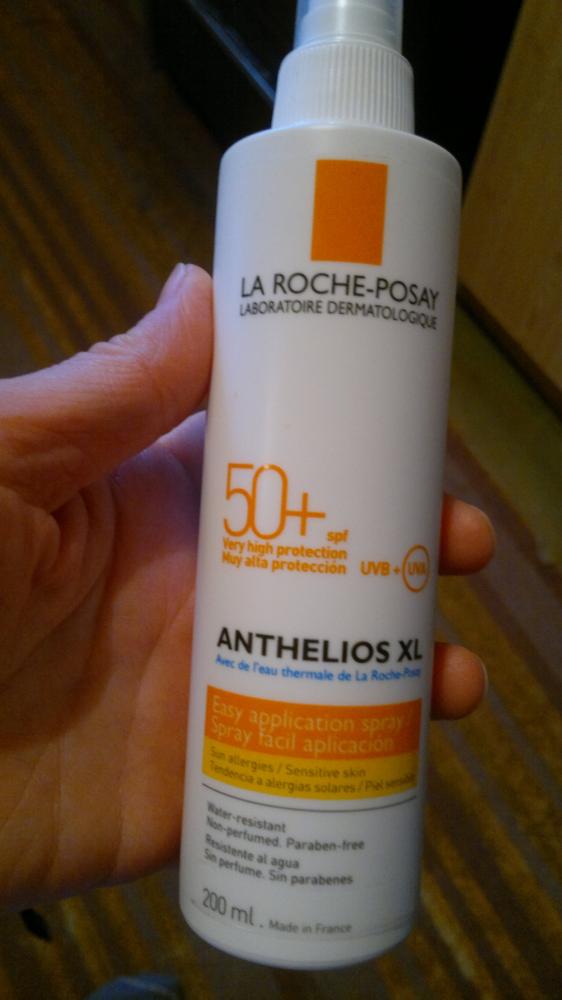 LA ROCHE-POSAY
LABORATOIRE DERMATOLOGIQUE
50+ spf
Very high protection
Muy alta protección
UVB + UVA
ANTHELIOS XL
Avec de l'eau thermale de La Roche-Posay
Easy application spray /
Spray fácil aplicación
Sun allergies / Sensitive skin
Tendencia a alergias solares / Piel sensible
Water-resistant
Non-perfumed. Paraben-free
Resistente al agua
Sin perfume. Sin parabenes
200 ml . Made in France